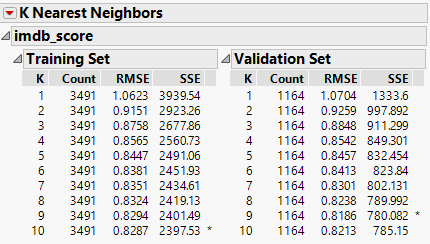 K Nearest Neighbors
imdb_score
Training Set Validation Set
K Count RMSE SSE K Count RMSE SSE
1 3491 1.0623 3939.54 1 1164 1.0704 1333.6
2 3491 0.9151 2923.26 2 1164 0.9259 997.892
3 3491 0.8758 2677.86 3 1164 0.8848 911.299
4 3491 0.8565 2560.73 4 1164 0.8542 849.301
5 3491 0.8447 2491.06 5 1164 0.8457 832.454
6 3491 0.8381 2451.93 6 1164 0.8413 823.84
7 3491 0.8351 2434.61 7 1164 0.8301 802.131
8 3491 0.8324 2419.13 8 1164 0.8238 789.992
9 3491 0.8294 2401.49 9 1164 0.8186 780.082 *
10 3491 0.8287 2397.53 * 10 1164 0.8213 785.15